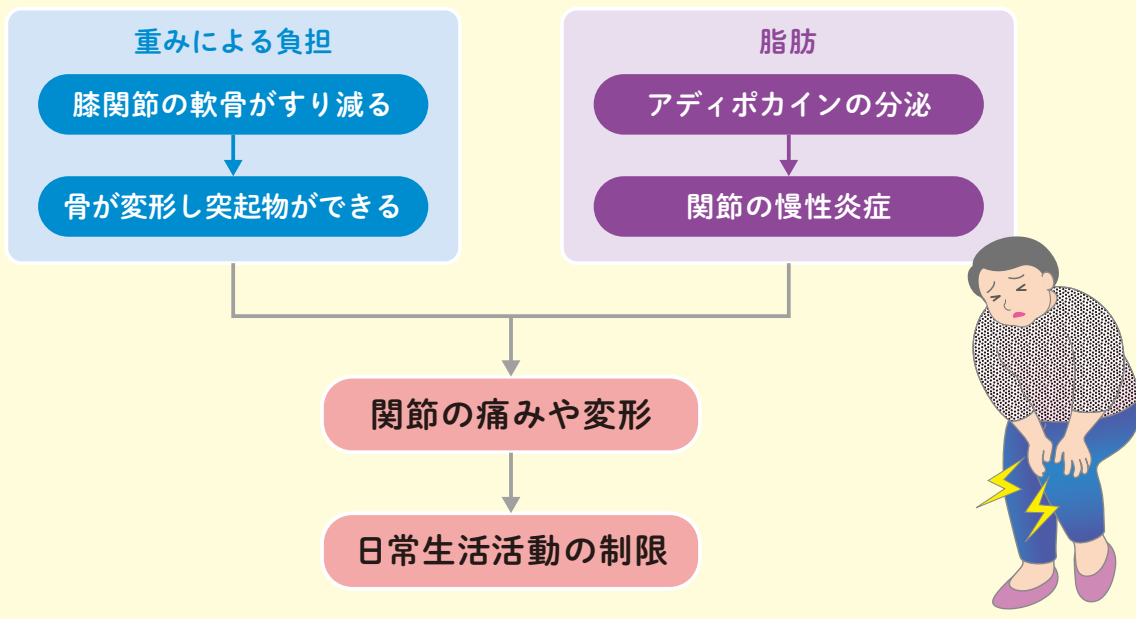 重みによる負担
膝関節の軟骨がすり減る
骨が変形し突起物ができる
脂肪
アディポカインの分泌
関節の慢性炎症
関節の痛みや変形
日常生活活動の制限